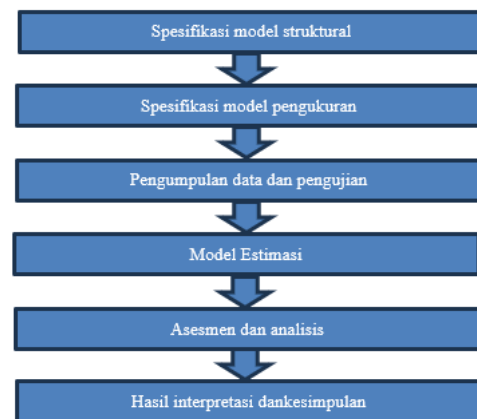 Spesifikasi model struktural
Spesifikasi model pengukuran
Pengumpulan data dan pengujian
Model Estimasi
Asesmen dan analisis
Hasil interpretasi dankesimpulan